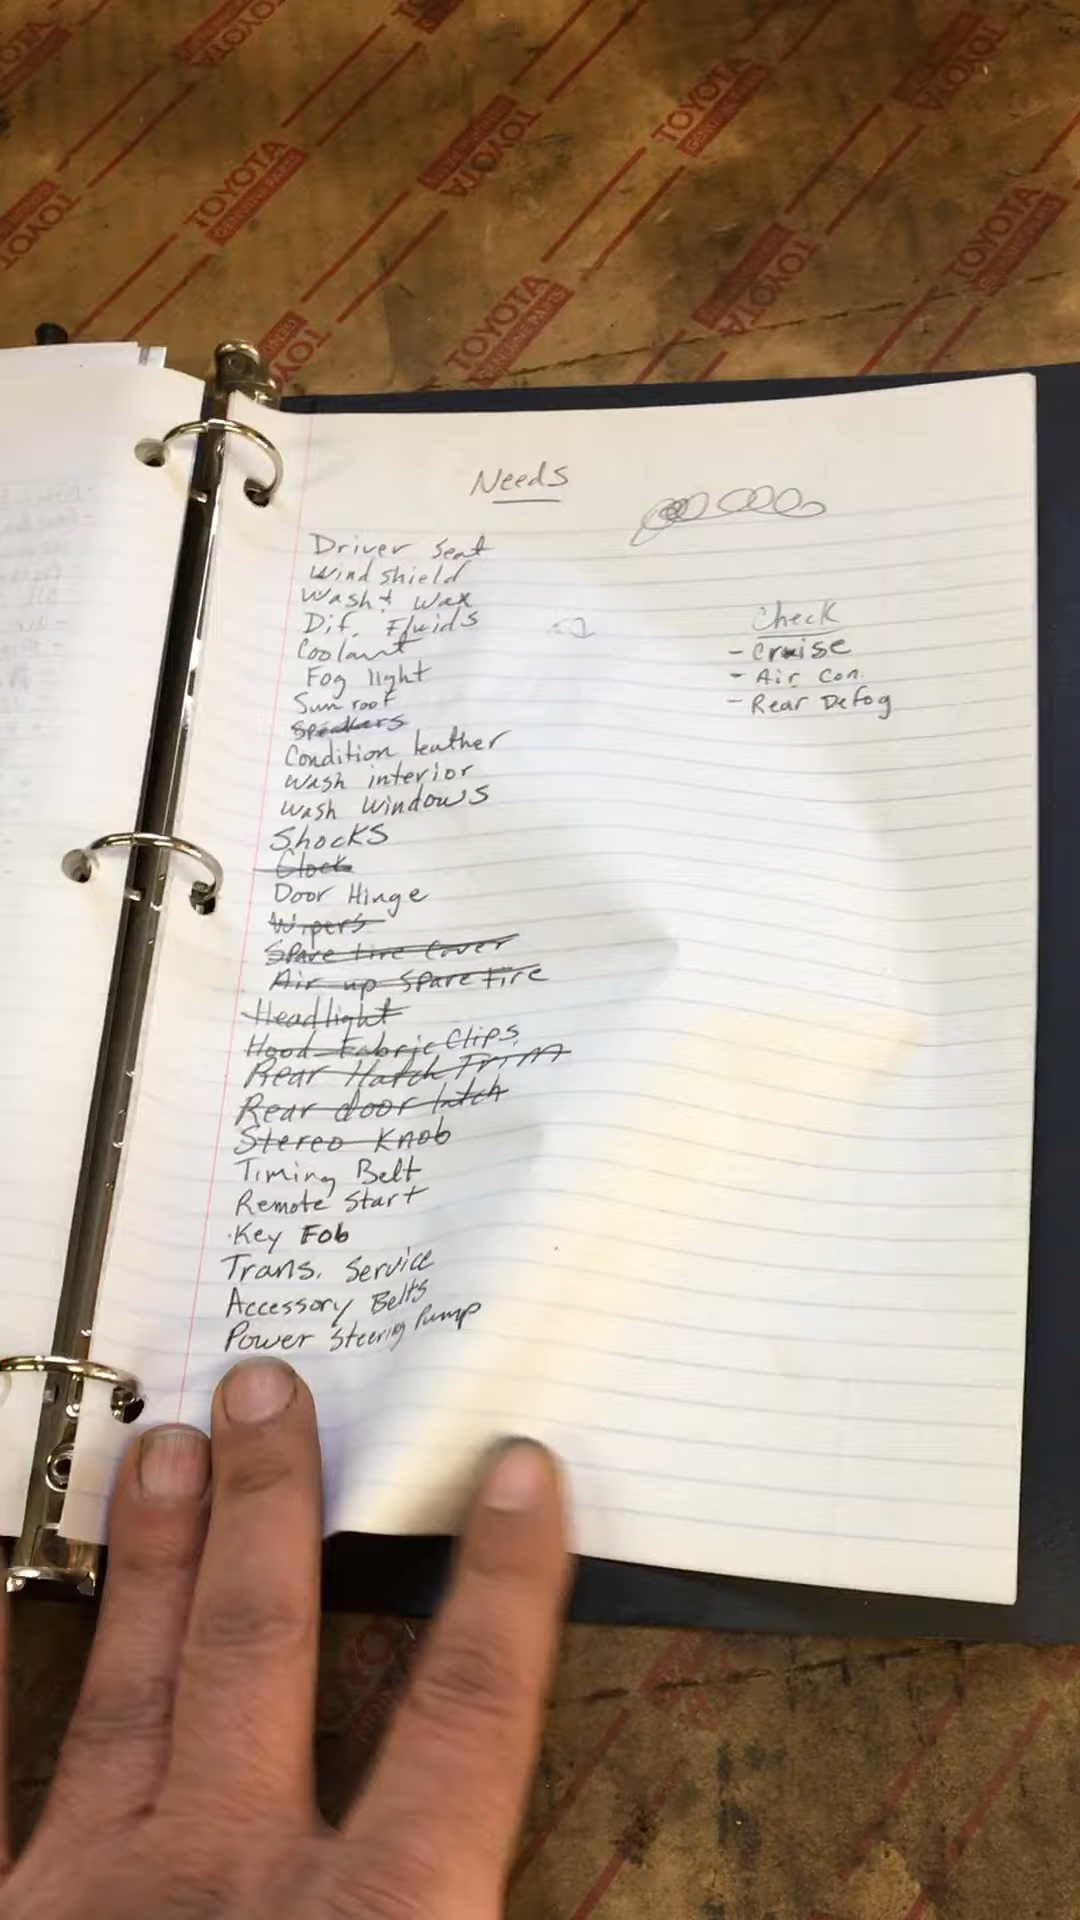 TOYOTA
GENUINE PARTS
Needs
Driver Seat
Windshield
Wash + Wax
Dif. Fluids
Coolant
Fog light
Sun roof
Speakers
Condition leather
Wash interior
Wash Windows
Shocks
Clock
Door Hinge
Wipers
Spare tire Cover
Air up Spare tire
Headlight
Hood Fabric Clips
Rear Hatch Trim
Rear door latch
Stereo Knob
Timing Belt
Remote Start
Key Fob
Trans. Service
Accessory Belts
Power Steering Pump
Check
- Cruise
- Air Con.
- Rear Defog